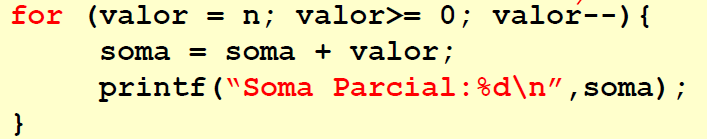 for (valor = n; valor>= 0; valor--){
soma = soma + valor;
printf(“Soma Parcial:%d\n”,soma);
}